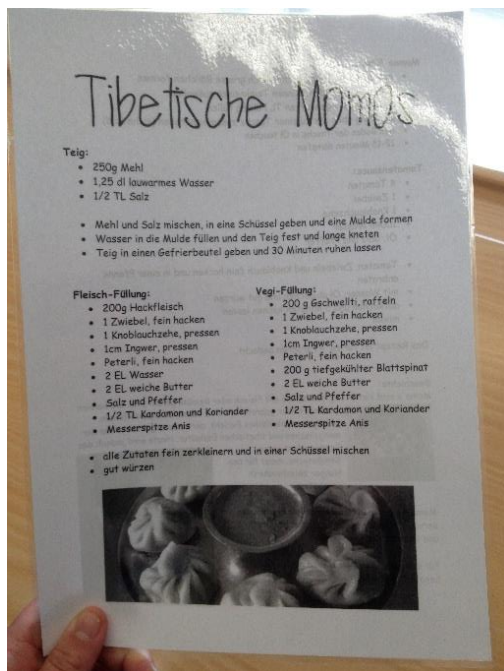 Tibetische Momos
Teig:
• 250g Mehl
• 1,25 dl lauwarmes Wasser
• 1/2 TL Salz
• Mehl und Salz mischen, in eine Schüssel geben und eine Mulde formen
• Wasser in die Mulde füllen und den Teig fest und lange kneten
• Teig in einen Gefrierbeutel geben und 30 Minuten ruhen lassen
Fleisch-Füllung:
• 200g Hackfleisch
• 1 Zwiebel, fein hacken
• 1 Knoblauchzehe, pressen
• 1cm Ingwer, pressen
• Peterli, fein hacken
• 2 EL Wasser
• 2 EL weiche Butter
• Salz und Pfeffer
• 1/2 TL Kardamon und Koriander
• Messerspitze Anis
Vegi-Füllung:
• 200 g Gschwellti, raffeln
• 1 Zwiebel, fein hacken
• 1 Knoblauchzehe, pressen
• 1cm Ingwer, pressen
• Peterli, fein hacken
• 200 g tiefgekühlter Blattspinat
• 2 EL weiche Butter
• Salz und Pfeffer
• 1/2 TL Kardamon und Koriander
• Messerspitze Anis
• alle Zutaten fein zerkleinern und in einer Schüssel mischen
• gut würzen